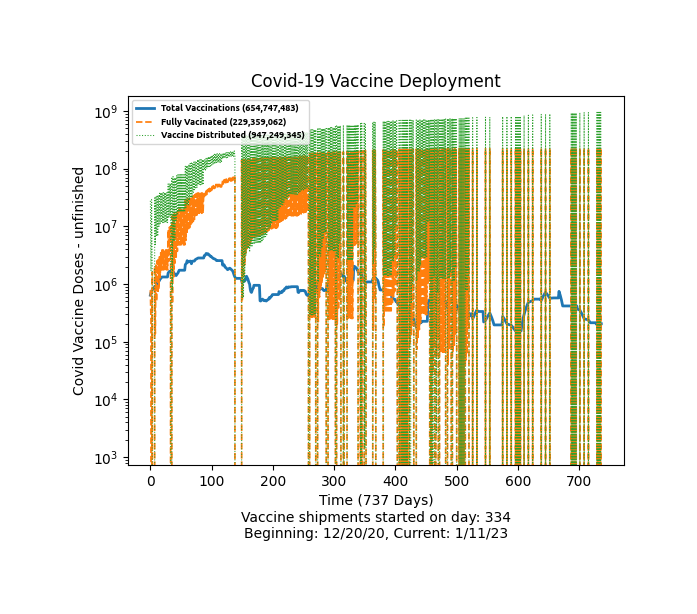 Covid-19 Vaccine Deployment
Total Vaccinations (654,747,483)
Fully Vacinated (229,359,062)
Vaccine Distributed (947,249,345)
Covid Vaccine Doses - unfinished
10⁹
10⁸
10⁷
10⁶
10⁵
10⁴
10³
0 100 200 300 400 500 600 700
Time (737 Days)
Vaccine shipments started on day: 334
Beginning: 12/20/20, Current: 1/11/23